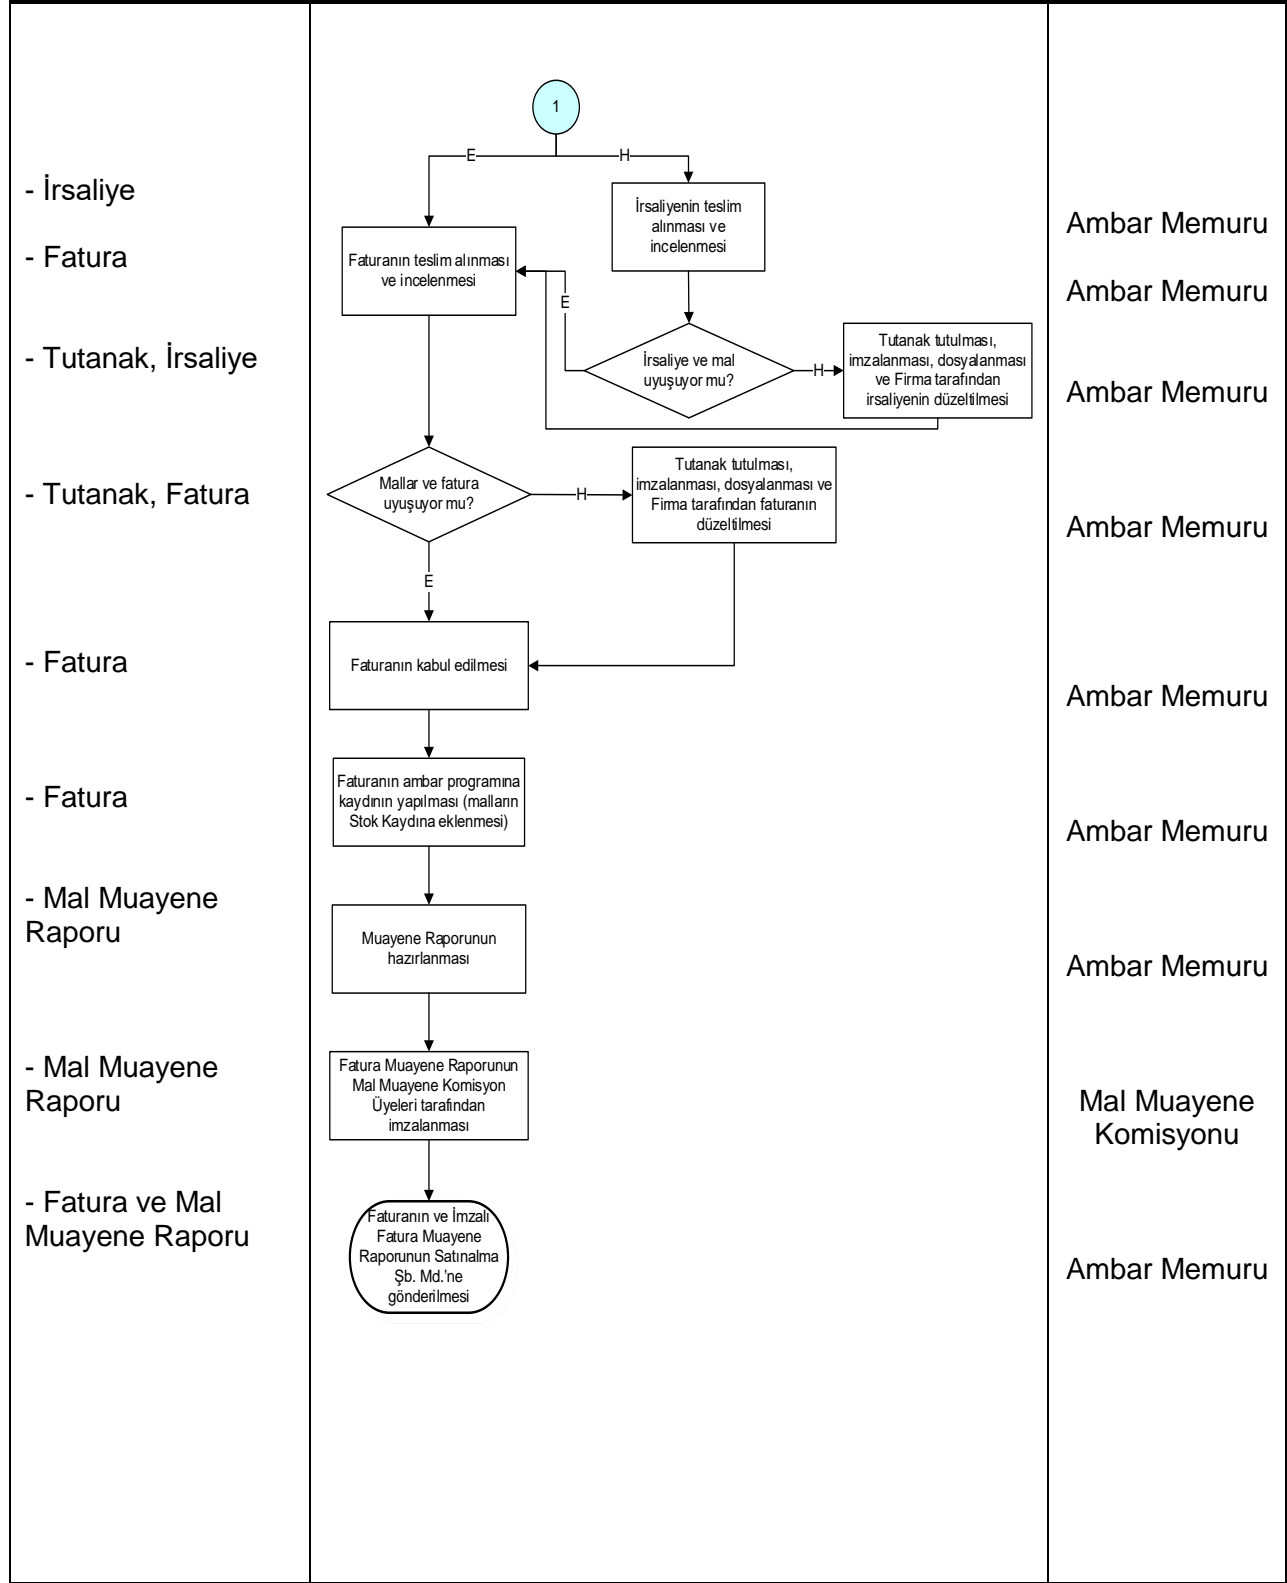 - İrsaliye
- Fatura
- Tutanak, İrsaliye
- Tutanak, Fatura
- Fatura
- Fatura
- Mal Muayene
Raporu
- Mal Muayene
Raporu
- Fatura ve Mal
Muayene Raporu
1
E
H
İrsaliyenin teslim
alınması ve
incelenmesi
Faturanın teslim alınması
ve incelenmesi
E
İrsaliye ve mal
uyuşuyor mu?
H
Tutanak tutulması,
imzalanması, dosyalanması
ve Firma tarafından
irsaliyenin düzeltilmesi
Mallar ve fatura
uyuşuyor mu?
H
Tutanak tutulması,
imzalanması, dosyalanması ve
Firma tarafından faturanın
düzeltilmesi
E
Faturanın kabul edilmesi
Faturanın ambar programına
kaydının yapılması (malların
Stok Kaydına eklenmesi)
Muayene Raporunun
hazırlanması
Fatura Muayene Raporunun
Mal Muayene Komisyon
Üyeleri tarafından
imzalanması
Faturanın ve İmzalı
Fatura Muayene
Raporunun Satınalma
Şb. Md.'ne
gönderilmesi
Ambar Memuru
Ambar Memuru
Ambar Memuru
Ambar Memuru
Ambar Memuru
Ambar Memuru
Ambar Memuru
Mal Muayene
Komisyonu
Ambar Memuru